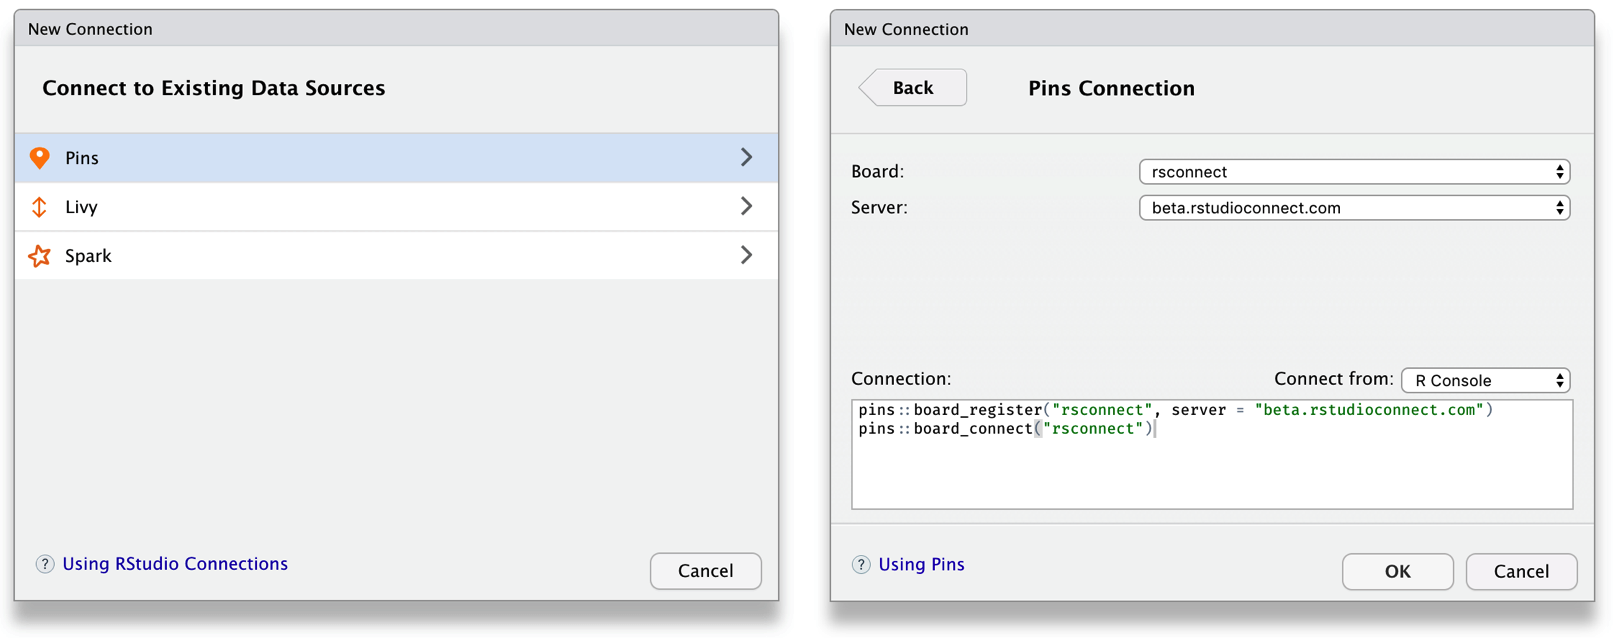 New Connection
Connect to Existing Data Sources
Pins
Livy
Spark
? Using RStudio Connections
Cancel
New Connection
Back
Pins Connection
Board: rsconnect
Server: beta.rstudioconnect.com
Connection: Connect from: R Console
pins::board_register("rsconnect", server = "beta.rstudioconnect.com")
pins::board_connect("rsconnect")
? Using Pins
OK
Cancel